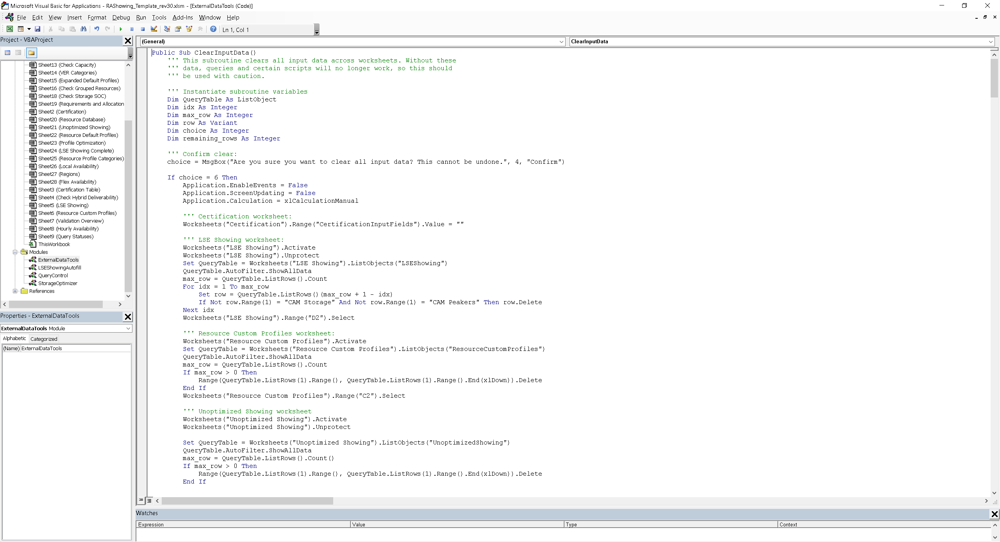 Microsoft Visual Basic for Applications - RAShowing_Template_rev30.xlsm - [ExternalDataTools (Code)]
File Edit View Insert Format Debug Run Tools Add-Ins Window Help
Ln 1, Col 1
Project - VBAProject
Sheet13 (Check Capacity)
Sheet14 (VER Categories)
Sheet15 (Expanded Default Profiles)
Sheet16 (Check Grouped Resources)
Sheet18 (Check Storage SOC)
Sheet19 (Requirements and Allocation
Sheet2 (Certification)
Sheet20 (Resource Database)
Sheet21 (Unoptimized Showing)
Sheet22 (Resource Default Profiles)
Sheet23 (Profile Optimization)
Sheet24 (LSE Showing Complete)
Sheet25 (Resource Profile Categories)
Sheet26 (Local Availability)
Sheet27 (Regions)
Sheet28 (Flex Availability)
Sheet3 (Certification Table)
Sheet4 (Check Hybrid Deliverability)
Sheet5 (LSE Showing)
Sheet6 (Resource Custom Profiles)
Sheet7 (Validation Overview)
Sheet8 (Hourly Availability)
Sheet9 (Query Statuses)
ThisWorkbook
Modules
ExternalDataTools
LSEShowingAutofill
QueryControl
StorageOptimizer
References
Properties - ExternalDataTools
ExternalDataTools Module
Alphabetic Categorized
(Name) ExternalDataTools
(General)
ClearInputData
Public Sub ClearInputData()
''' This subroutine clears all input data across worksheets. Without these
''' data, queries and certain scripts will no longer work, so this should
''' be used with caution.
''' Instantiate subroutine variables
Dim QueryTable As ListObject
Dim idx As Integer
Dim max_row As Integer
Dim row As Variant
Dim choice As Integer
Dim remaining_rows As Integer
''' Confirm clear:
choice = MsgBox("Are you sure you want to clear all input data? This cannot be undone.", 4, "Confirm")
If choice = 6 Then
Application.EnableEvents = False
Application.ScreenUpdating = False
Application.Calculation = xlCalculationManual
''' Certification worksheet:
Worksheets("Certification").Range("CertificationInputFields").Value = ""
''' LSE Showing worksheet:
Worksheets("LSE Showing").Activate
Worksheets("LSE Showing").Unprotect
Set QueryTable = Worksheets("LSE Showing").ListObjects("LSEShowing")
QueryTable.AutoFilter.ShowAllData
max_row = QueryTable.ListRows().Count
For idx = 1 To max_row
Set row = QueryTable.ListRows()(max_row + 1 - idx)
If Not row.Range(1) = "CAM Storage" And Not row.Range(1) = "CAM Peakers" Then row.Delete
Next idx
Worksheets("LSE Showing").Range("D2").Select
''' Resource Custom Profiles worksheet:
Worksheets("Resource Custom Profiles").Activate
Set QueryTable = Worksheets("Resource Custom Profiles").ListObjects("ResourceCustomProfiles")
QueryTable.AutoFilter.ShowAllData
max_row = QueryTable.ListRows().Count
If max_row > 0 Then
Range(QueryTable.ListRows(1).Range(), QueryTable.ListRows(1).Range().End(xlDown)).Delete
End If
Worksheets("Resource Custom Profiles").Range("C2").Select
''' Unoptimized Showing worksheet
Worksheets("Unoptimized Showing").Activate
Worksheets("Unoptimized Showing").Unprotect
Set QueryTable = Worksheets("Unoptimized Showing").ListObjects("UnoptimizedShowing")
QueryTable.AutoFilter.ShowAllData
max_row = QueryTable.ListRows().Count()
If max_row > 0 Then
Range(QueryTable.ListRows(1).Range(), QueryTable.ListRows(1).Range().End(xlDown)).Delete
End If
Watches
Expression Value Type Context